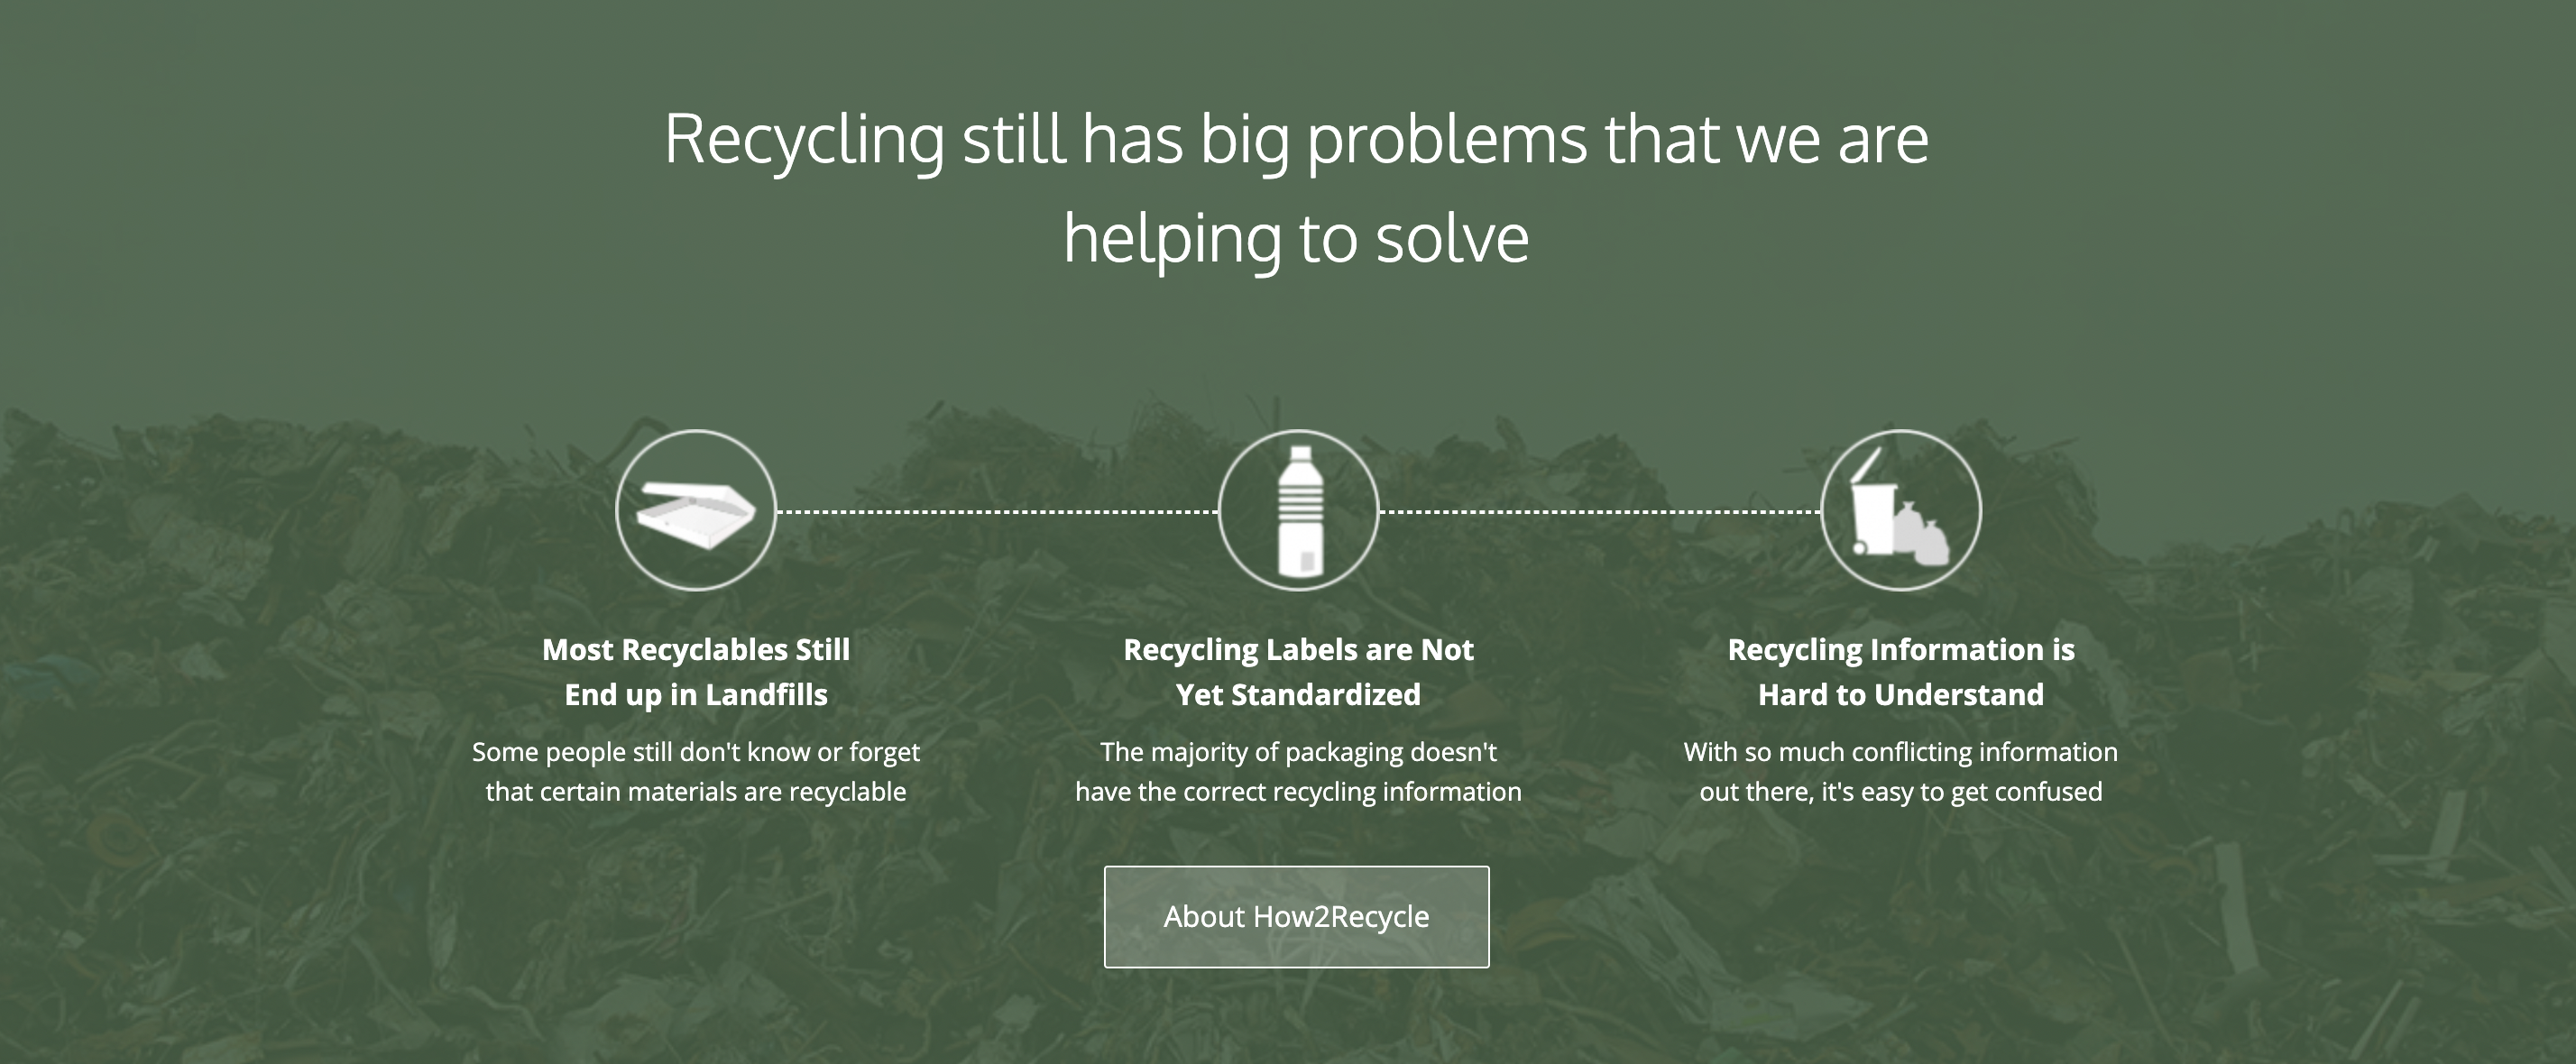 Recycling still has big problems that we are
helping to solve
Most Recyclables Still
End up in Landfills
Some people still don't know or forget
that certain materials are recyclable
Recycling Labels are Not
Yet Standardized
The majority of packaging doesn't
have the correct recycling information
Recycling Information is
Hard to Understand
With so much conflicting information
out there, it's easy to get confused
About How2Recycle